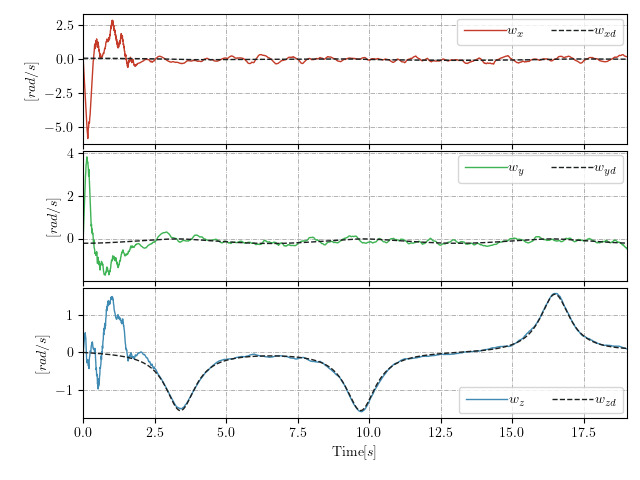 2.5
0.0
−2.5
−5.0
[rad/s]
w_x w_xd
4
2
0
[rad/s]
w_y w_yd
1
0
−1
[rad/s]
w_z w_zd
0.0 2.5 5.0 7.5 10.0 12.5 15.0 17.5
Time[s]